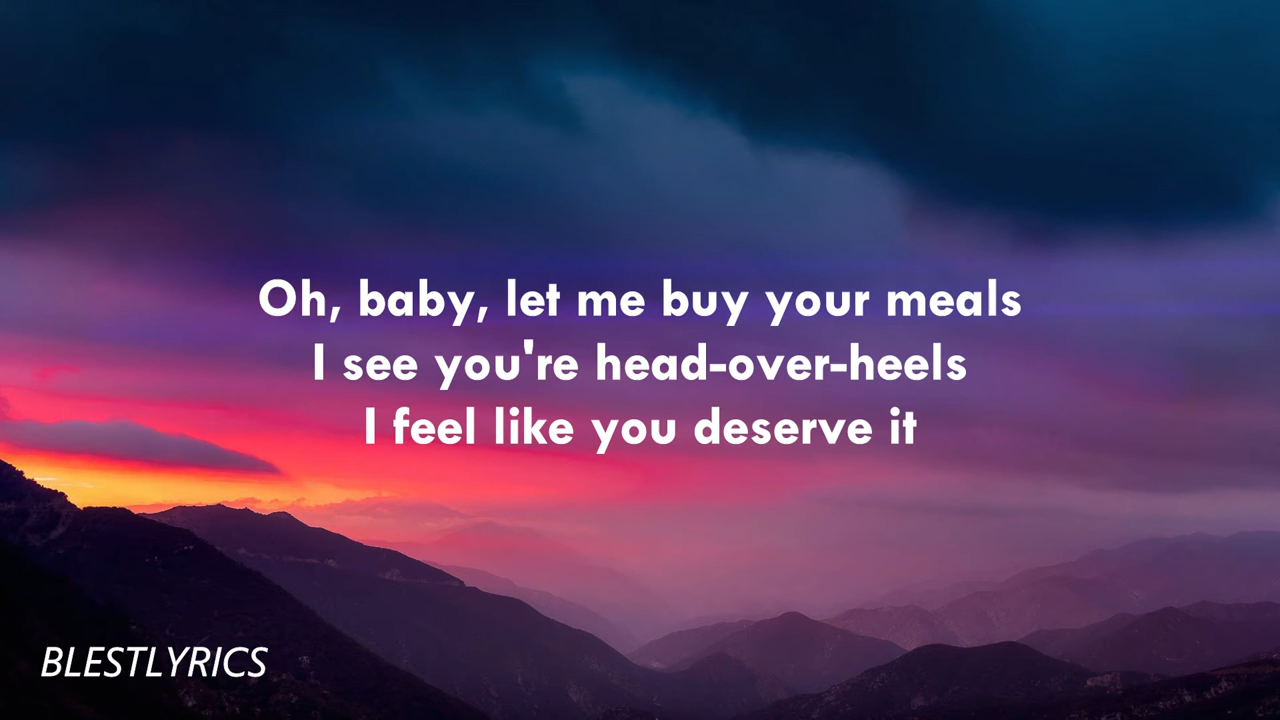 Oh, baby, let me buy your meals
I see you're head-over-heels
I feel like you deserve it
BLESTLYRICS